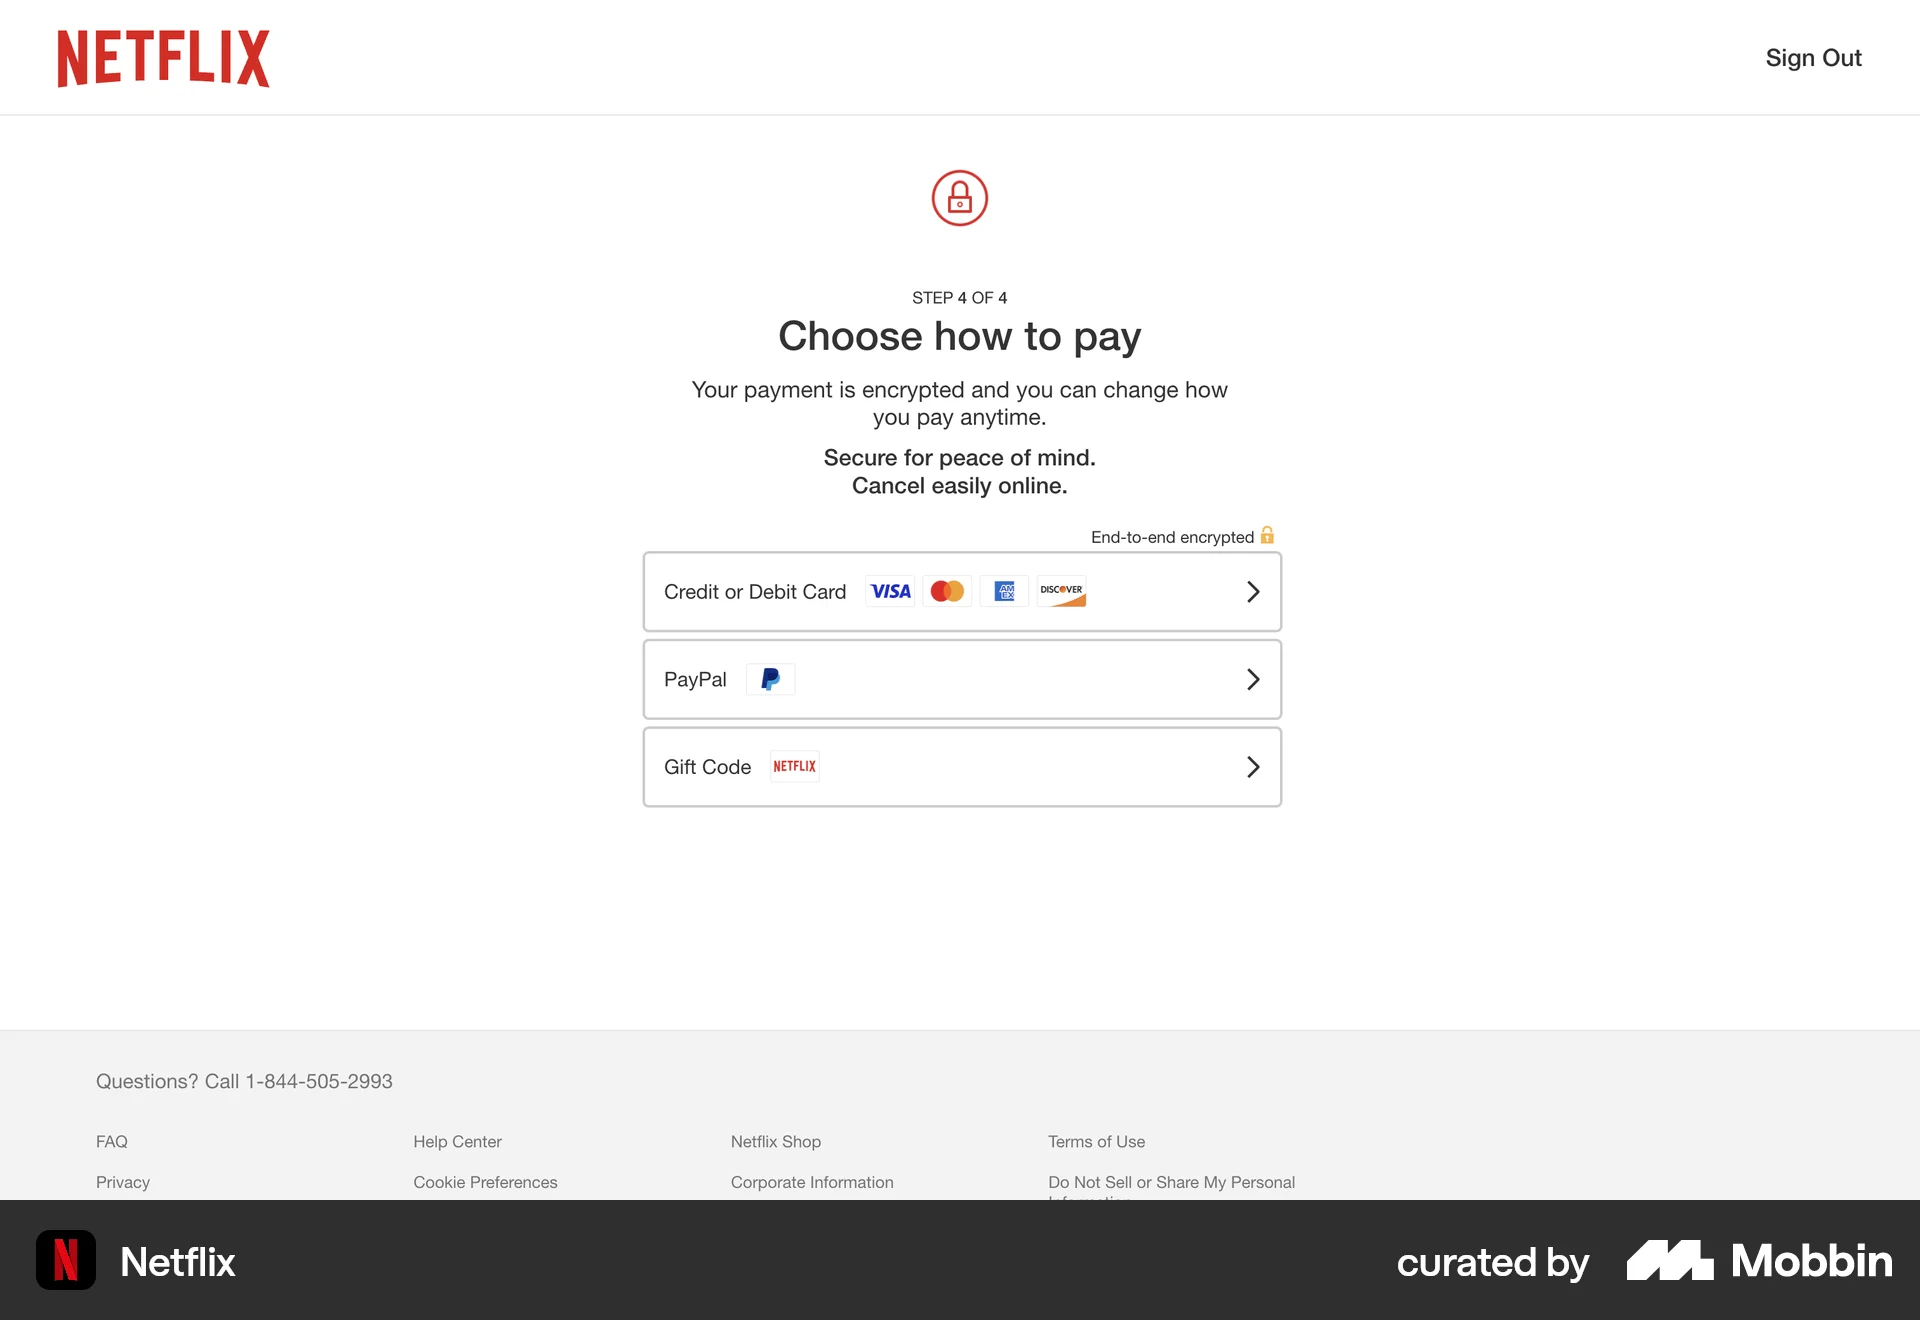 NETFLIX
Sign Out
STEP 4 OF 4
Choose how to pay
Your payment is encrypted and you can change how
you pay anytime.
Secure for peace of mind.
Cancel easily online.
End-to-end encrypted
Credit or Debit Card VISA AM EX DISCOVER
PayPal
Gift Code NETFLIX
Questions? Call 1-844-505-2993
FAQ Help Center Netflix Shop Terms of Use
Privacy Cookie Preferences Corporate Information Do Not Sell or Share My Personal
Netflix curated by Mobbin